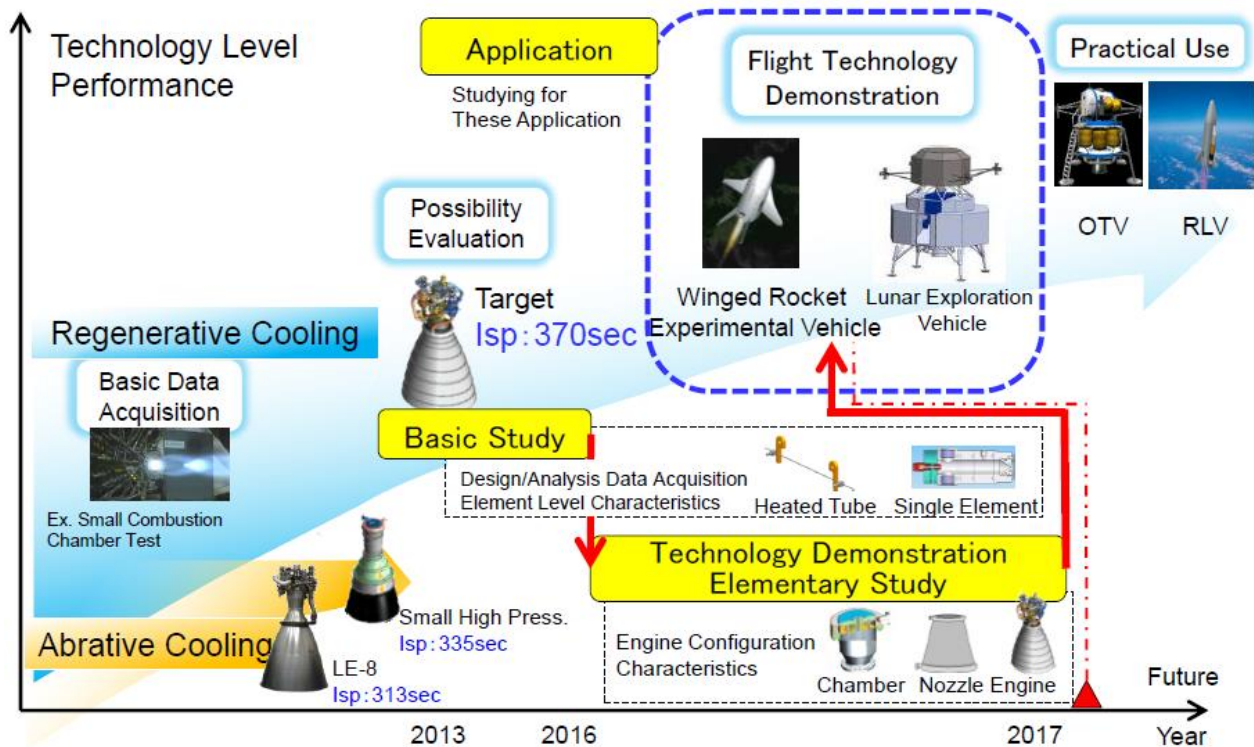 Technology Level
Performance
Application
Studying for
These Application
Flight Technology
Demonstration
Practical Use
Possibility
Evaluation
OTV
RLV
Target
Isp：370sec
Winged Rocket
Experimental Vehicle
Lunar Exploration
Vehicle
Regenerative Cooling
Basic Data
Acquisition
Ex. Small Combustion
Chamber Test
Basic Study
Design/Analysis Data Acquisition
Element Level Characteristics
Heated Tube
Single Element
Technology Demonstration
Elementary Study
Small High Press.
Isp：335sec
Abrative Cooling
LE-8
Isp：313sec
Engine Configuration
Characteristics
Chamber
Nozzle
Engine
Future
2013
2016
2017
Year